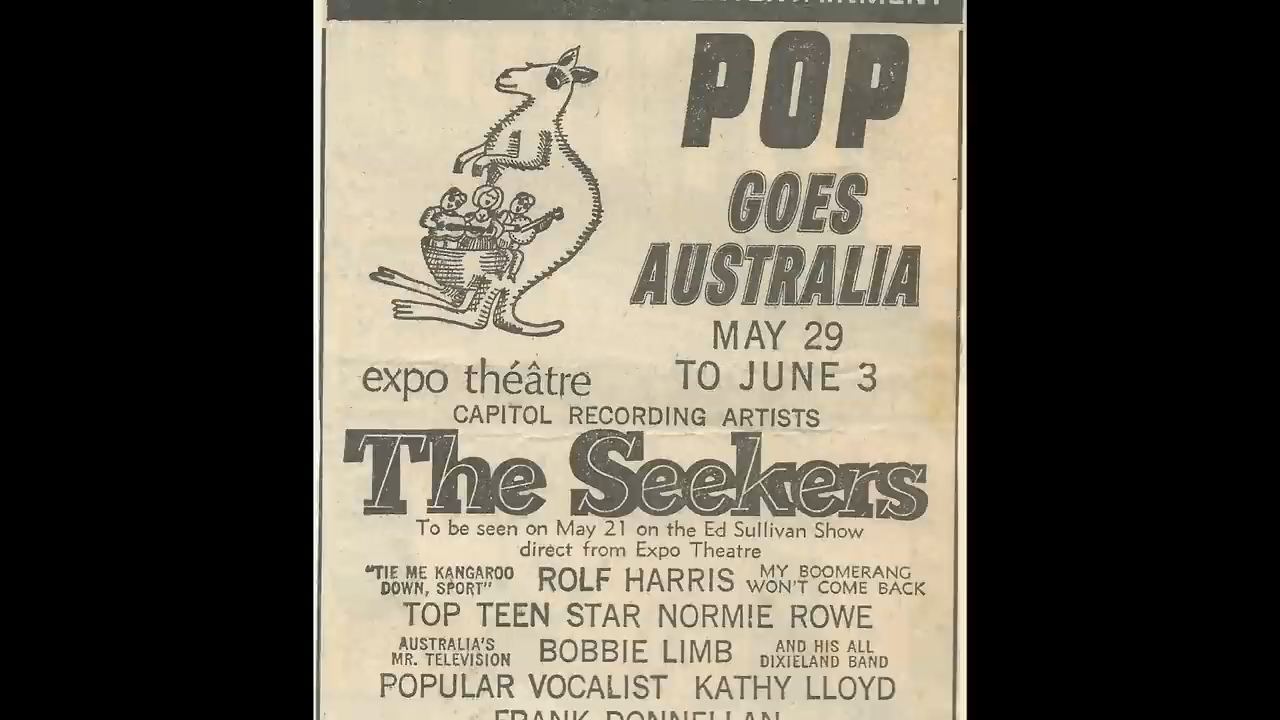 ENTERTAINMENT
POP
GOES
AUSTRALIA
MAY 29
TO JUNE 3
expo théâtre
CAPITOL RECORDING ARTISTS
The Seekers
To be seen on May 21 on the Ed Sullivan Show
direct from Expo Theatre
"TIE ME KANGAROO DOWN, SPORT" ROLF HARRIS MY BOOMERANG WON'T COME BACK
TOP TEEN STAR NORMIE ROWE
AUSTRALIA'S MR. TELEVISION BOBBIE LIMB AND HIS ALL DIXIELAND BAND
POPULAR VOCALIST KATHY LLOYD
FRANK DONNELLAN